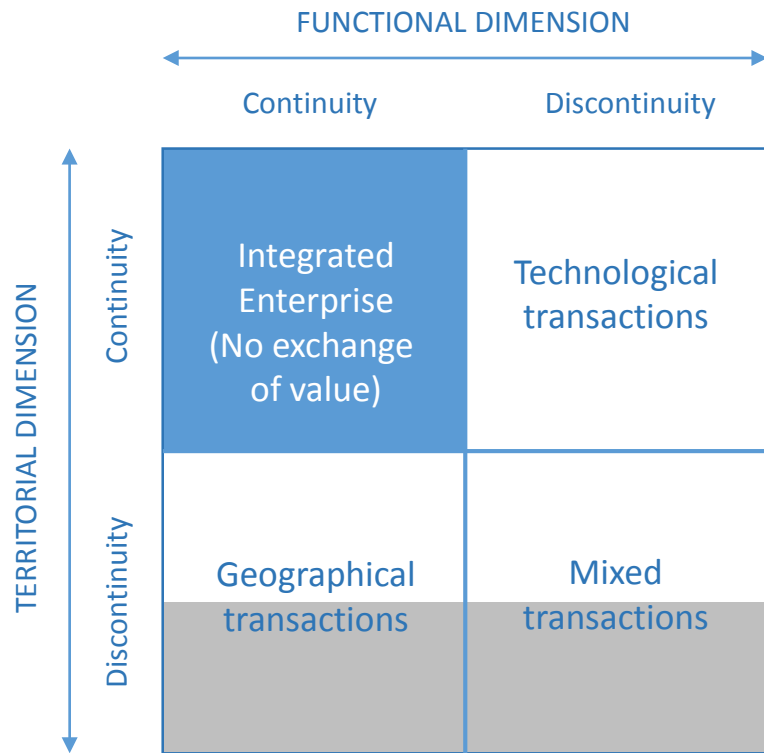 FUNCTIONAL DIMENSION
Continuity
Discontinuity
TERRITORIAL DIMENSION
Continuity
Integrated
Enterprise
(No exchange
of value)
Technological
transactions
Discontinuity
Geographical
transactions
Mixed
transactions